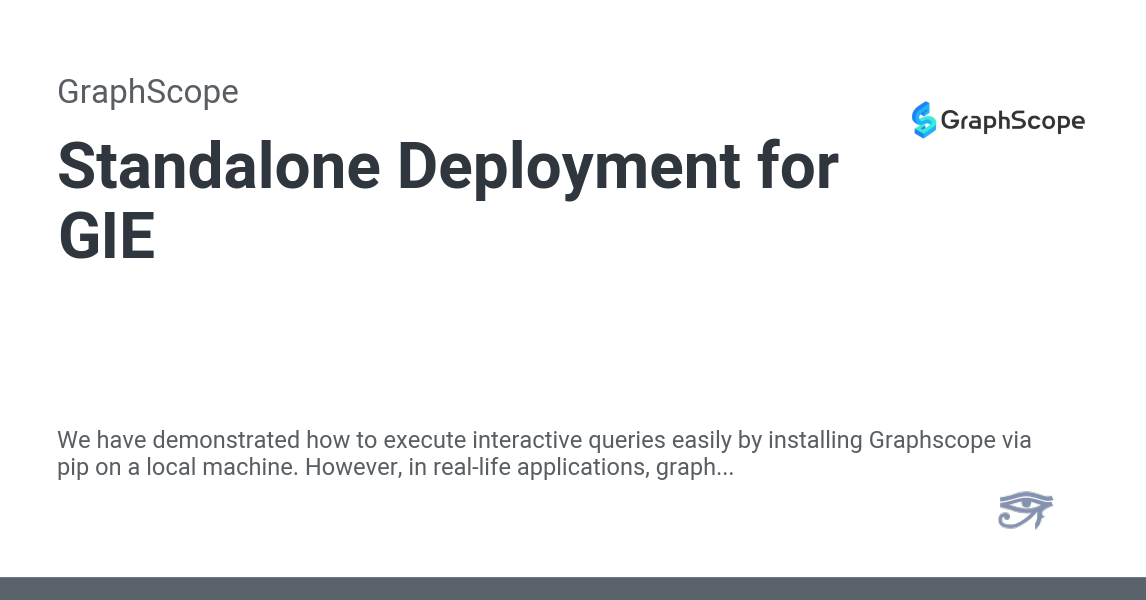 GraphScope
GraphScope
Standalone Deployment for
GIE
We have demonstrated how to execute interactive queries easily by installing Graphscope via
pip on a local machine. However, in real-life applications, graph...